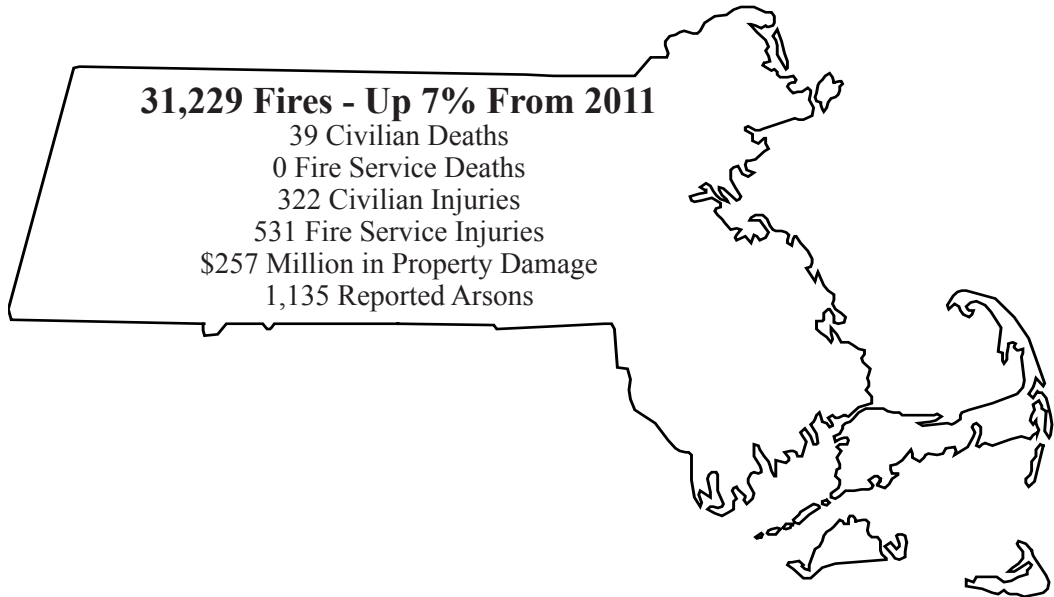 31,229 Fires - Up 7% From 2011
39 Civilian Deaths
0 Fire Service Deaths
322 Civilian Injuries
531 Fire Service Injuries
$257 Million in Property Damage
1,135 Reported Arsons